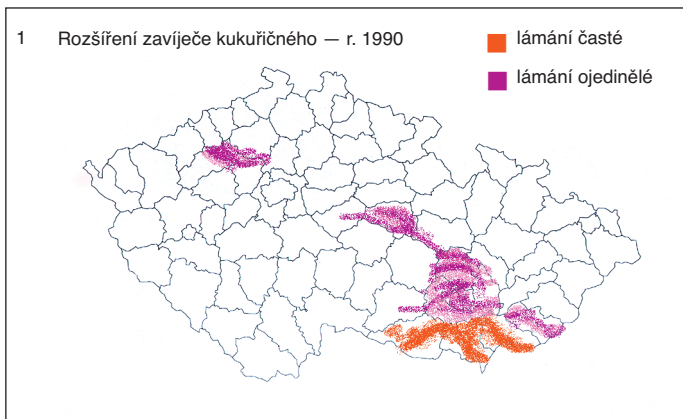 1 Rozšíření zavíječe kukuřičného — r. 1990
lámání časté
lámání ojedinělé